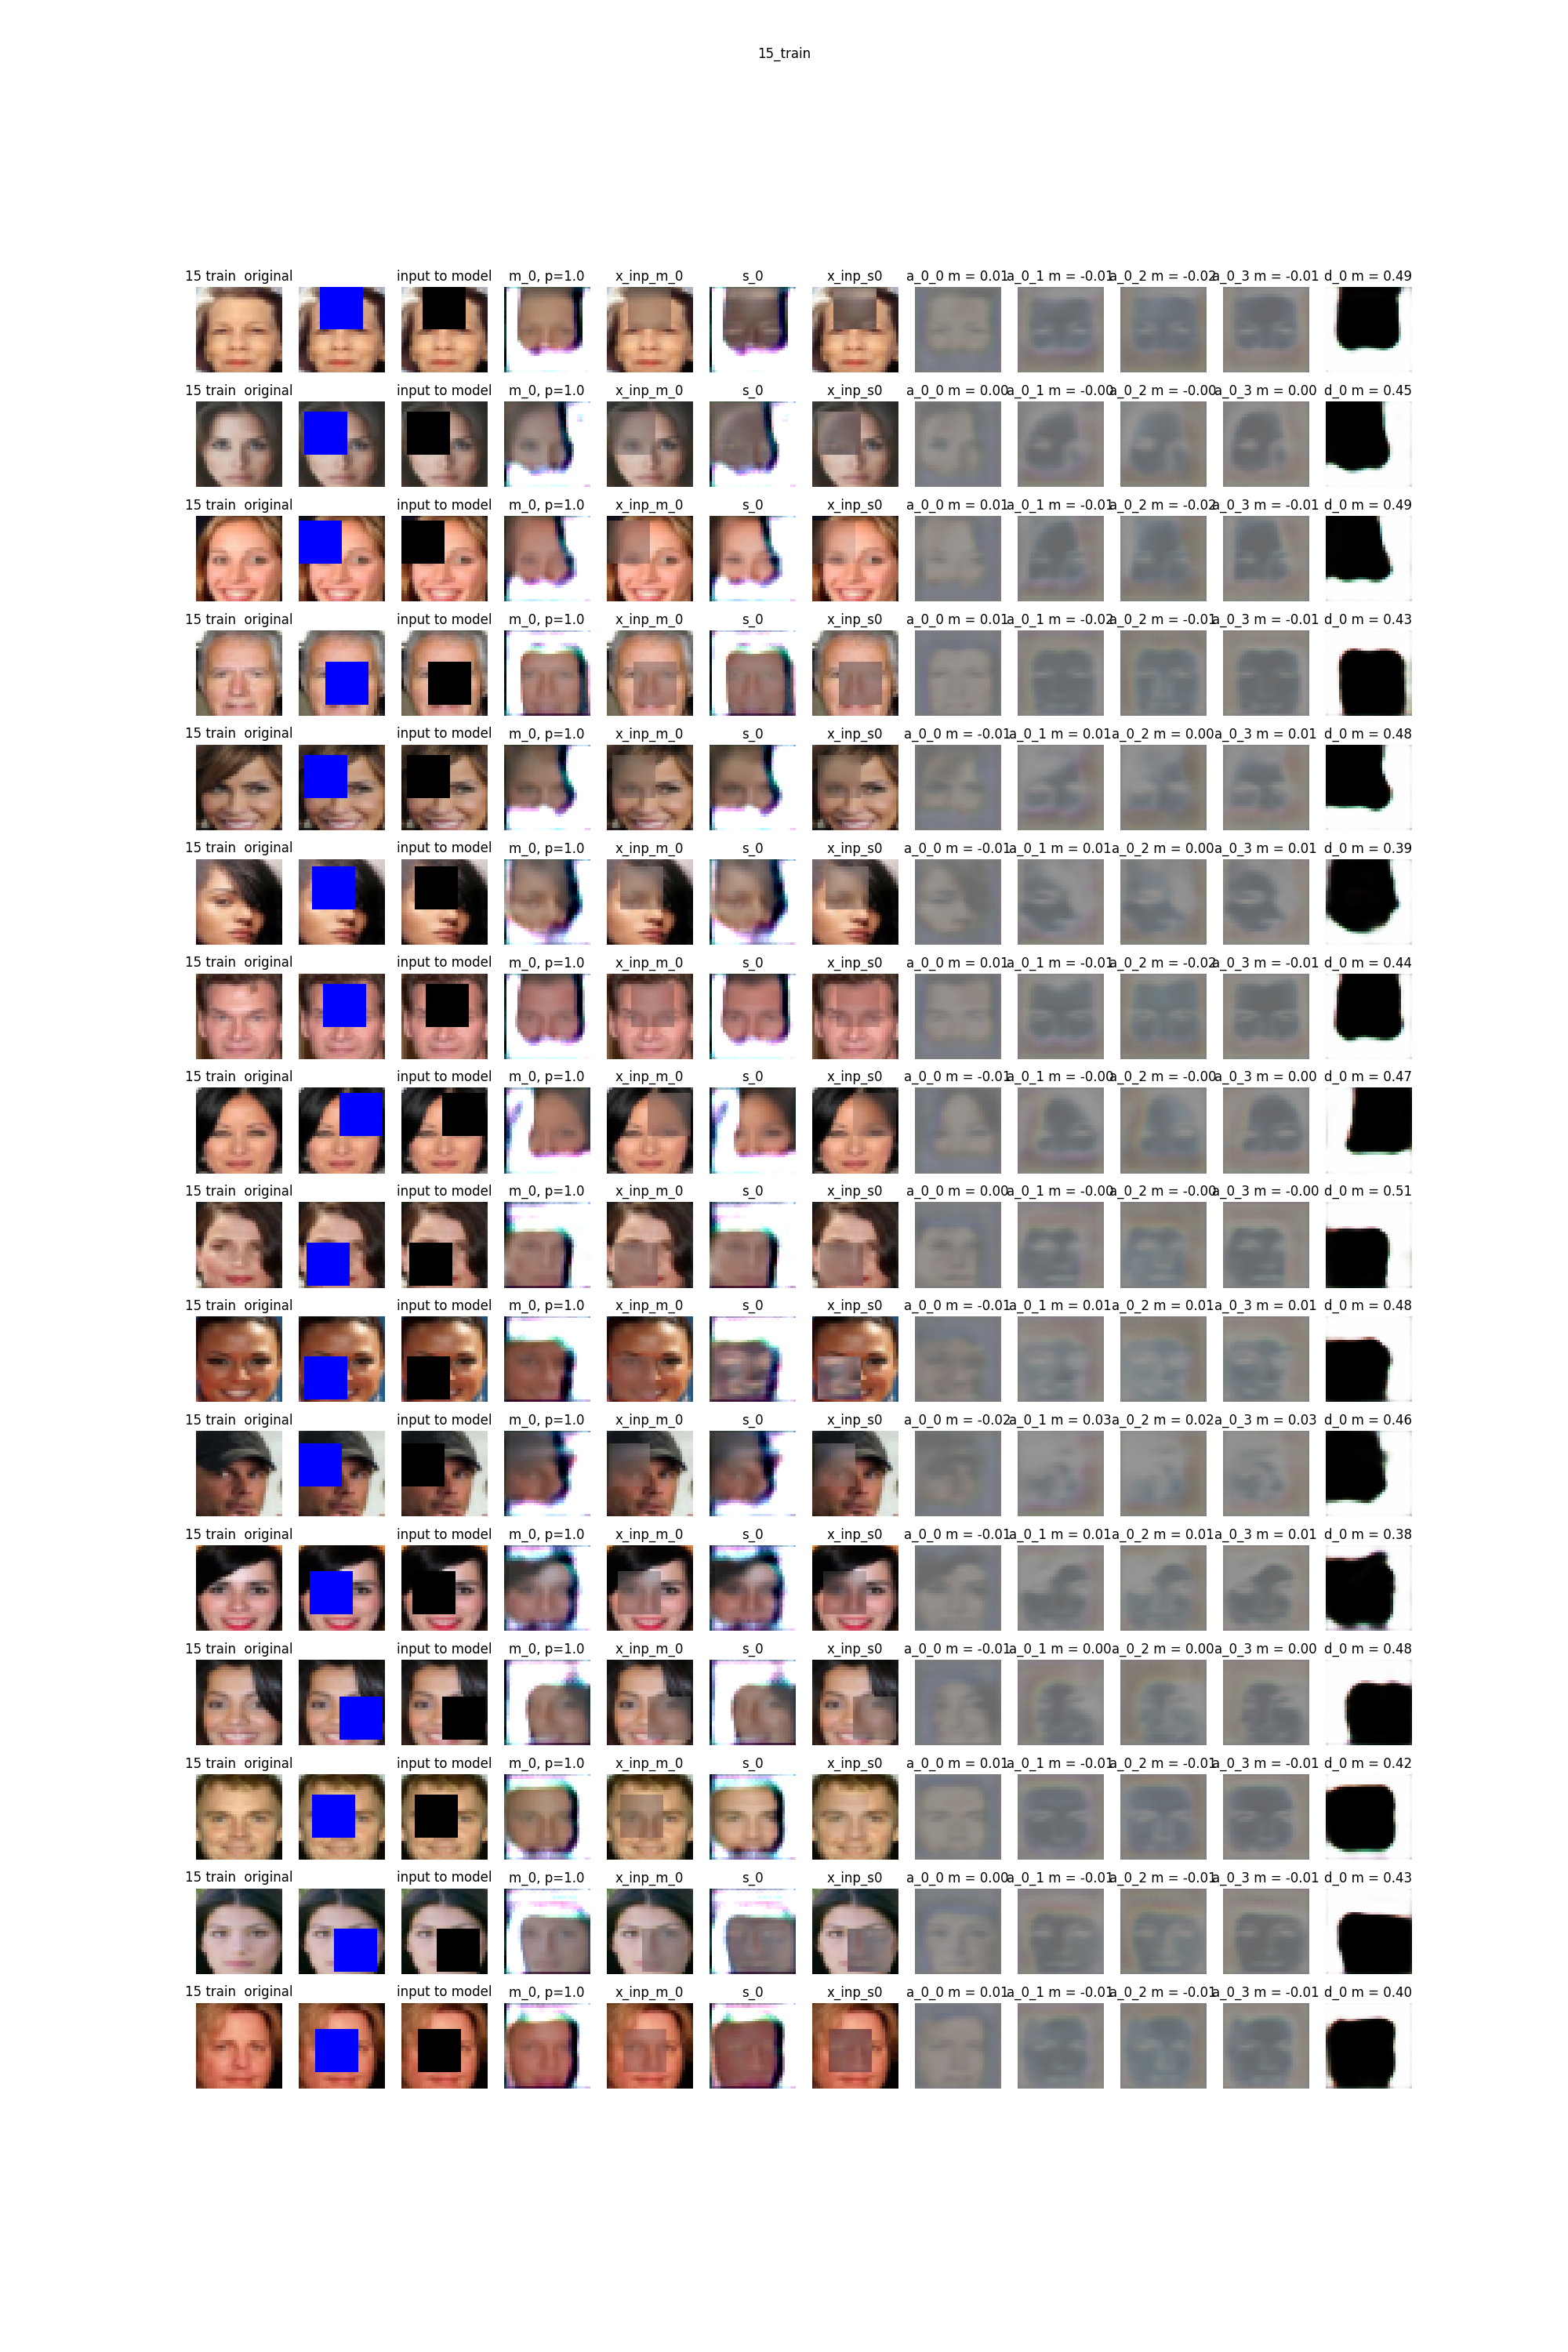 15_train
15 train  original input to model m_0, p=1.0 x_inp_m_0 s_0 x_inp_s0 a_0_0 m = 0.01 a_0_1 m = -0.01 a_0_2 m = -0.02 a_0_3 m = -0.01 d_0 m = 0.49
15 train  original input to model m_0, p=1.0 x_inp_m_0 s_0 x_inp_s0 a_0_0 m = 0.00 a_0_1 m = -0.00 a_0_2 m = -0.00 a_0_3 m = 0.00 d_0 m = 0.45
15 train  original input to model m_0, p=1.0 x_inp_m_0 s_0 x_inp_s0 a_0_0 m = 0.01 a_0_1 m = -0.01 a_0_2 m = -0.02 a_0_3 m = -0.01 d_0 m = 0.49
15 train  original input to model m_0, p=1.0 x_inp_m_0 s_0 x_inp_s0 a_0_0 m = 0.01 a_0_1 m = -0.02 a_0_2 m = -0.01 a_0_3 m = -0.01 d_0 m = 0.43
15 train  original input to model m_0, p=1.0 x_inp_m_0 s_0 x_inp_s0 a_0_0 m = -0.01 a_0_1 m = 0.01 a_0_2 m = 0.00 a_0_3 m = 0.01 d_0 m = 0.48
15 train  original input to model m_0, p=1.0 x_inp_m_0 s_0 x_inp_s0 a_0_0 m = -0.01 a_0_1 m = 0.01 a_0_2 m = 0.00 a_0_3 m = 0.01 d_0 m = 0.39
15 train  original input to model m_0, p=1.0 x_inp_m_0 s_0 x_inp_s0 a_0_0 m = 0.01 a_0_1 m = -0.01 a_0_2 m = -0.02 a_0_3 m = -0.01 d_0 m = 0.44
15 train  original input to model m_0, p=1.0 x_inp_m_0 s_0 x_inp_s0 a_0_0 m = -0.01 a_0_1 m = -0.00 a_0_2 m = -0.00 a_0_3 m = 0.00 d_0 m = 0.47
15 train  original input to model m_0, p=1.0 x_inp_m_0 s_0 x_inp_s0 a_0_0 m = 0.00 a_0_1 m = -0.00 a_0_2 m = -0.00 a_0_3 m = -0.00 d_0 m = 0.51
15 train  original input to model m_0, p=1.0 x_inp_m_0 s_0 x_inp_s0 a_0_0 m = -0.01 a_0_1 m = 0.01 a_0_2 m = 0.01 a_0_3 m = 0.01 d_0 m = 0.48
15 train  original input to model m_0, p=1.0 x_inp_m_0 s_0 x_inp_s0 a_0_0 m = -0.02 a_0_1 m = 0.03 a_0_2 m = 0.02 a_0_3 m = 0.03 d_0 m = 0.46
15 train  original input to model m_0, p=1.0 x_inp_m_0 s_0 x_inp_s0 a_0_0 m = -0.01 a_0_1 m = 0.01 a_0_2 m = 0.01 a_0_3 m = 0.01 d_0 m = 0.38
15 train  original input to model m_0, p=1.0 x_inp_m_0 s_0 x_inp_s0 a_0_0 m = -0.01 a_0_1 m = 0.00 a_0_2 m = 0.00 a_0_3 m = 0.00 d_0 m = 0.48
15 train  original input to model m_0, p=1.0 x_inp_m_0 s_0 x_inp_s0 a_0_0 m = 0.01 a_0_1 m = -0.01 a_0_2 m = -0.01 a_0_3 m = -0.01 d_0 m = 0.42
15 train  original input to model m_0, p=1.0 x_inp_m_0 s_0 x_inp_s0 a_0_0 m = 0.00 a_0_1 m = -0.01 a_0_2 m = -0.01 a_0_3 m = -0.01 d_0 m = 0.43
15 train  original input to model m_0, p=1.0 x_inp_m_0 s_0 x_inp_s0 a_0_0 m = 0.01 a_0_1 m = -0.01 a_0_2 m = -0.01 a_0_3 m = -0.01 d_0 m = 0.40